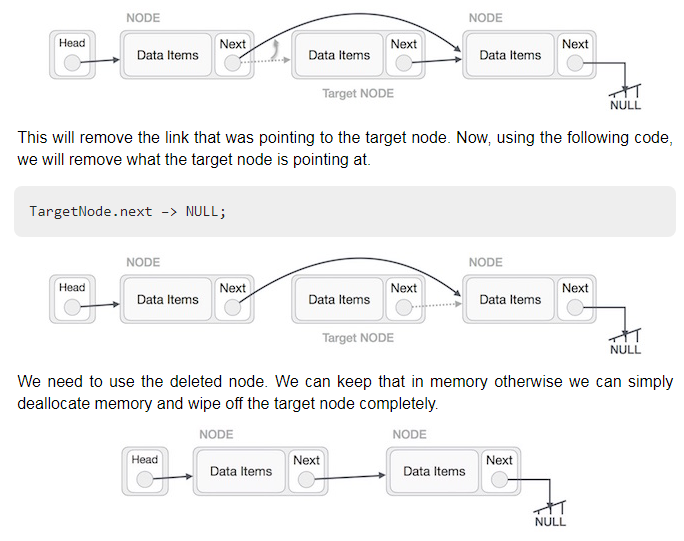 NODE NODE
Head Next Next Next
Data Items Data Items Data Items
Target NODE
NULL
This will remove the link that was pointing to the target node. Now, using the following code,
we will remove what the target node is pointing at.
TargetNode.next -> NULL;
NODE NODE
Head Next Next Next
Data Items Data Items Data Items
Target NODE
NULL
We need to use the deleted node. We can keep that in memory otherwise we can simply
deallocate memory and wipe off the target node completely.
NODE NODE
Head Next Next
Data Items Data Items
NULL